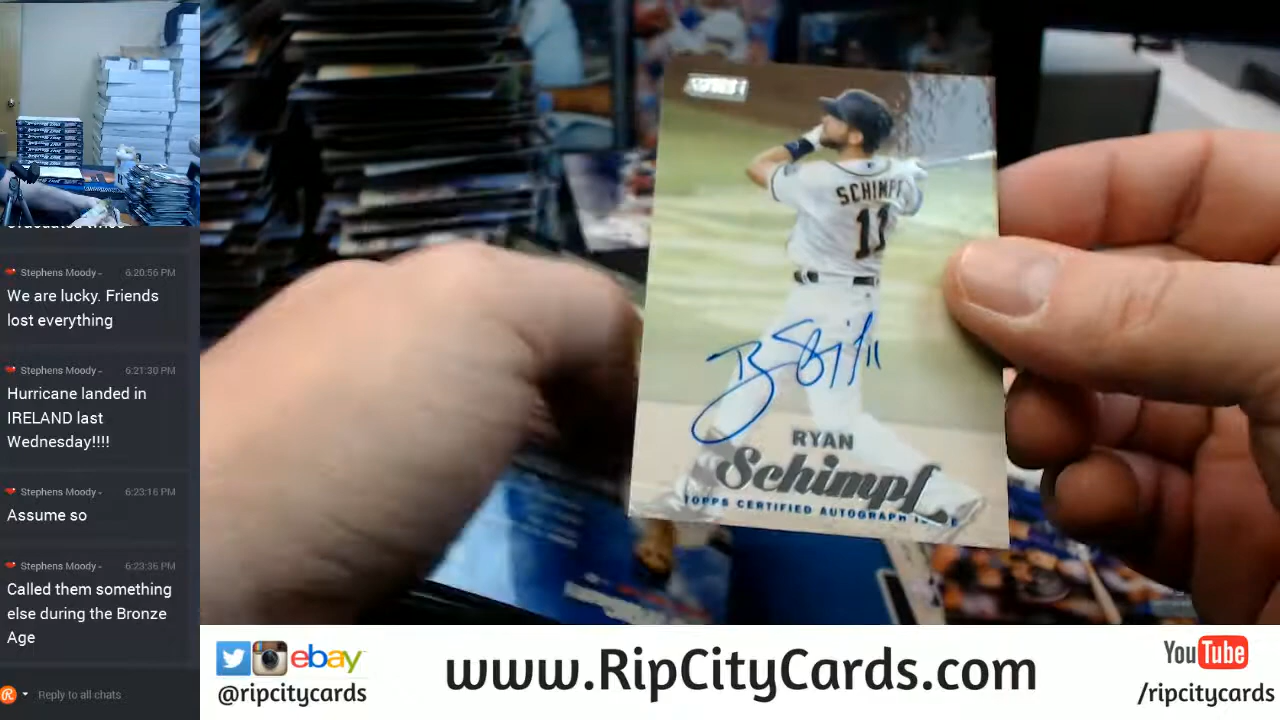 Stephens Moody - 6:20:56 PM
We are lucky. Friends
lost everything
Stephens Moody - 6:21:30 PM
Hurricane landed in
IRELAND last
Wednesday!!!!
Stephens Moody - 6:23:16 PM
Assume so
Stephens Moody - 6:23:36 PM
Called them something
else during the Bronze
Age
Reply to all chats
SCHIMPF
11
RYAN
Schimpf
TOPPS CERTIFIED AUTOGRAPH
ebay
@ripcitycards
www.RipCityCards.com
YouTube
/ripcitycards